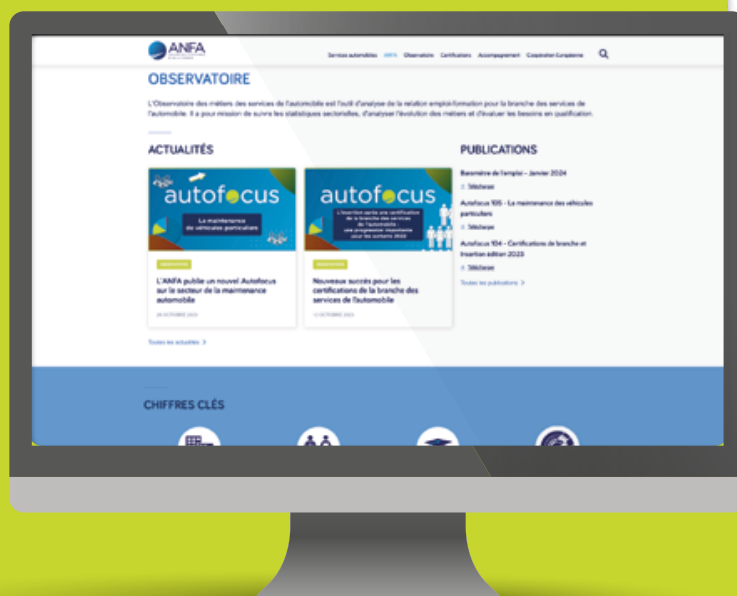 ANFA
Services automobiles ANFA Observatoire Certifications Accompagnement Coopération Européenne
OBSERVATOIRE
L'Observatoire des métiers des services de l'automobile est l'outil d'analyse de la relation emploi-formation pour la branche des services de
l'automobile. Il a pour mission de suivre les statistiques sectorielles, d'analyser l'évolution des métiers et d'évaluer les besoins en qualification.
ACTUALITÉS
autofocus
La maintenance
de véhicules particuliers
L'ANFA publie un nouvel Autofocus
sur le secteur de la maintenance
automobile
OCTOBRE 2023
autofocus
L'insertion après une certification
de la branche des services
de l'automobile :
une progression importante
pour les sortants 2022
Nouveaux succès pour les
certifications de la branche des
services de l'automobile
OCTOBRE 2023
Toutes les actualités >
PUBLICATIONS
Baromètre de l'emploi - Janvier 2024
Télécharger
Autofocus 105 - La maintenance des véhicules
particuliers
Télécharger
Autofocus 104 - Certifications de branche et
Insertion édition 2023
Télécharger
Toutes les publications >
CHIFFRES CLÉS